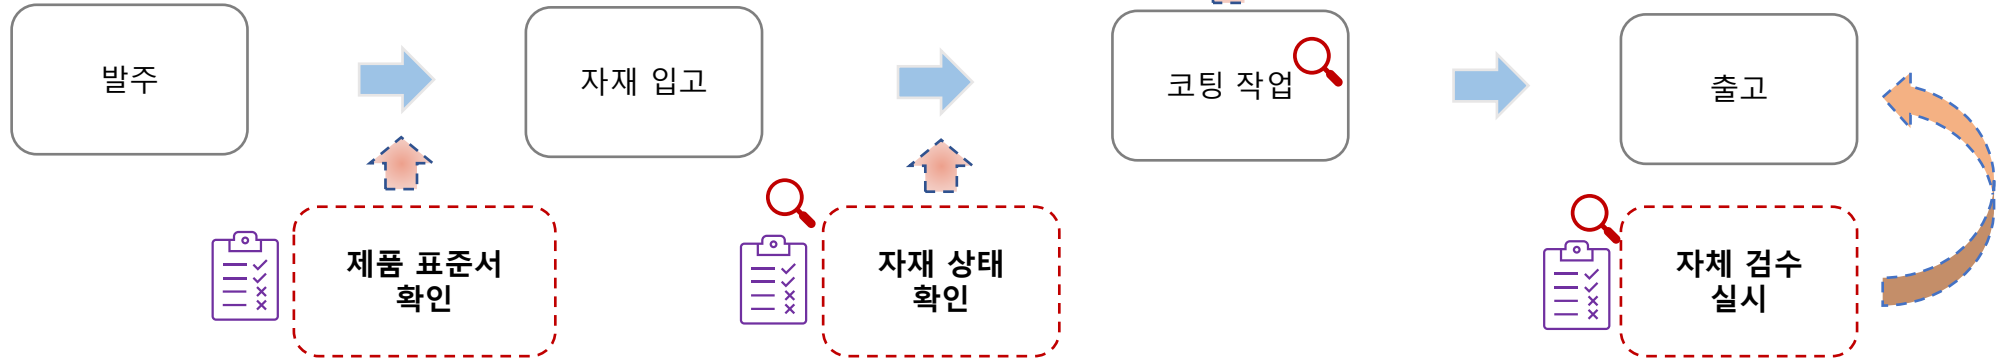 발주
자재 입고
코팅 작업
출고
제품 표준서
확인
자재 상태
확인
자체 검수
실시